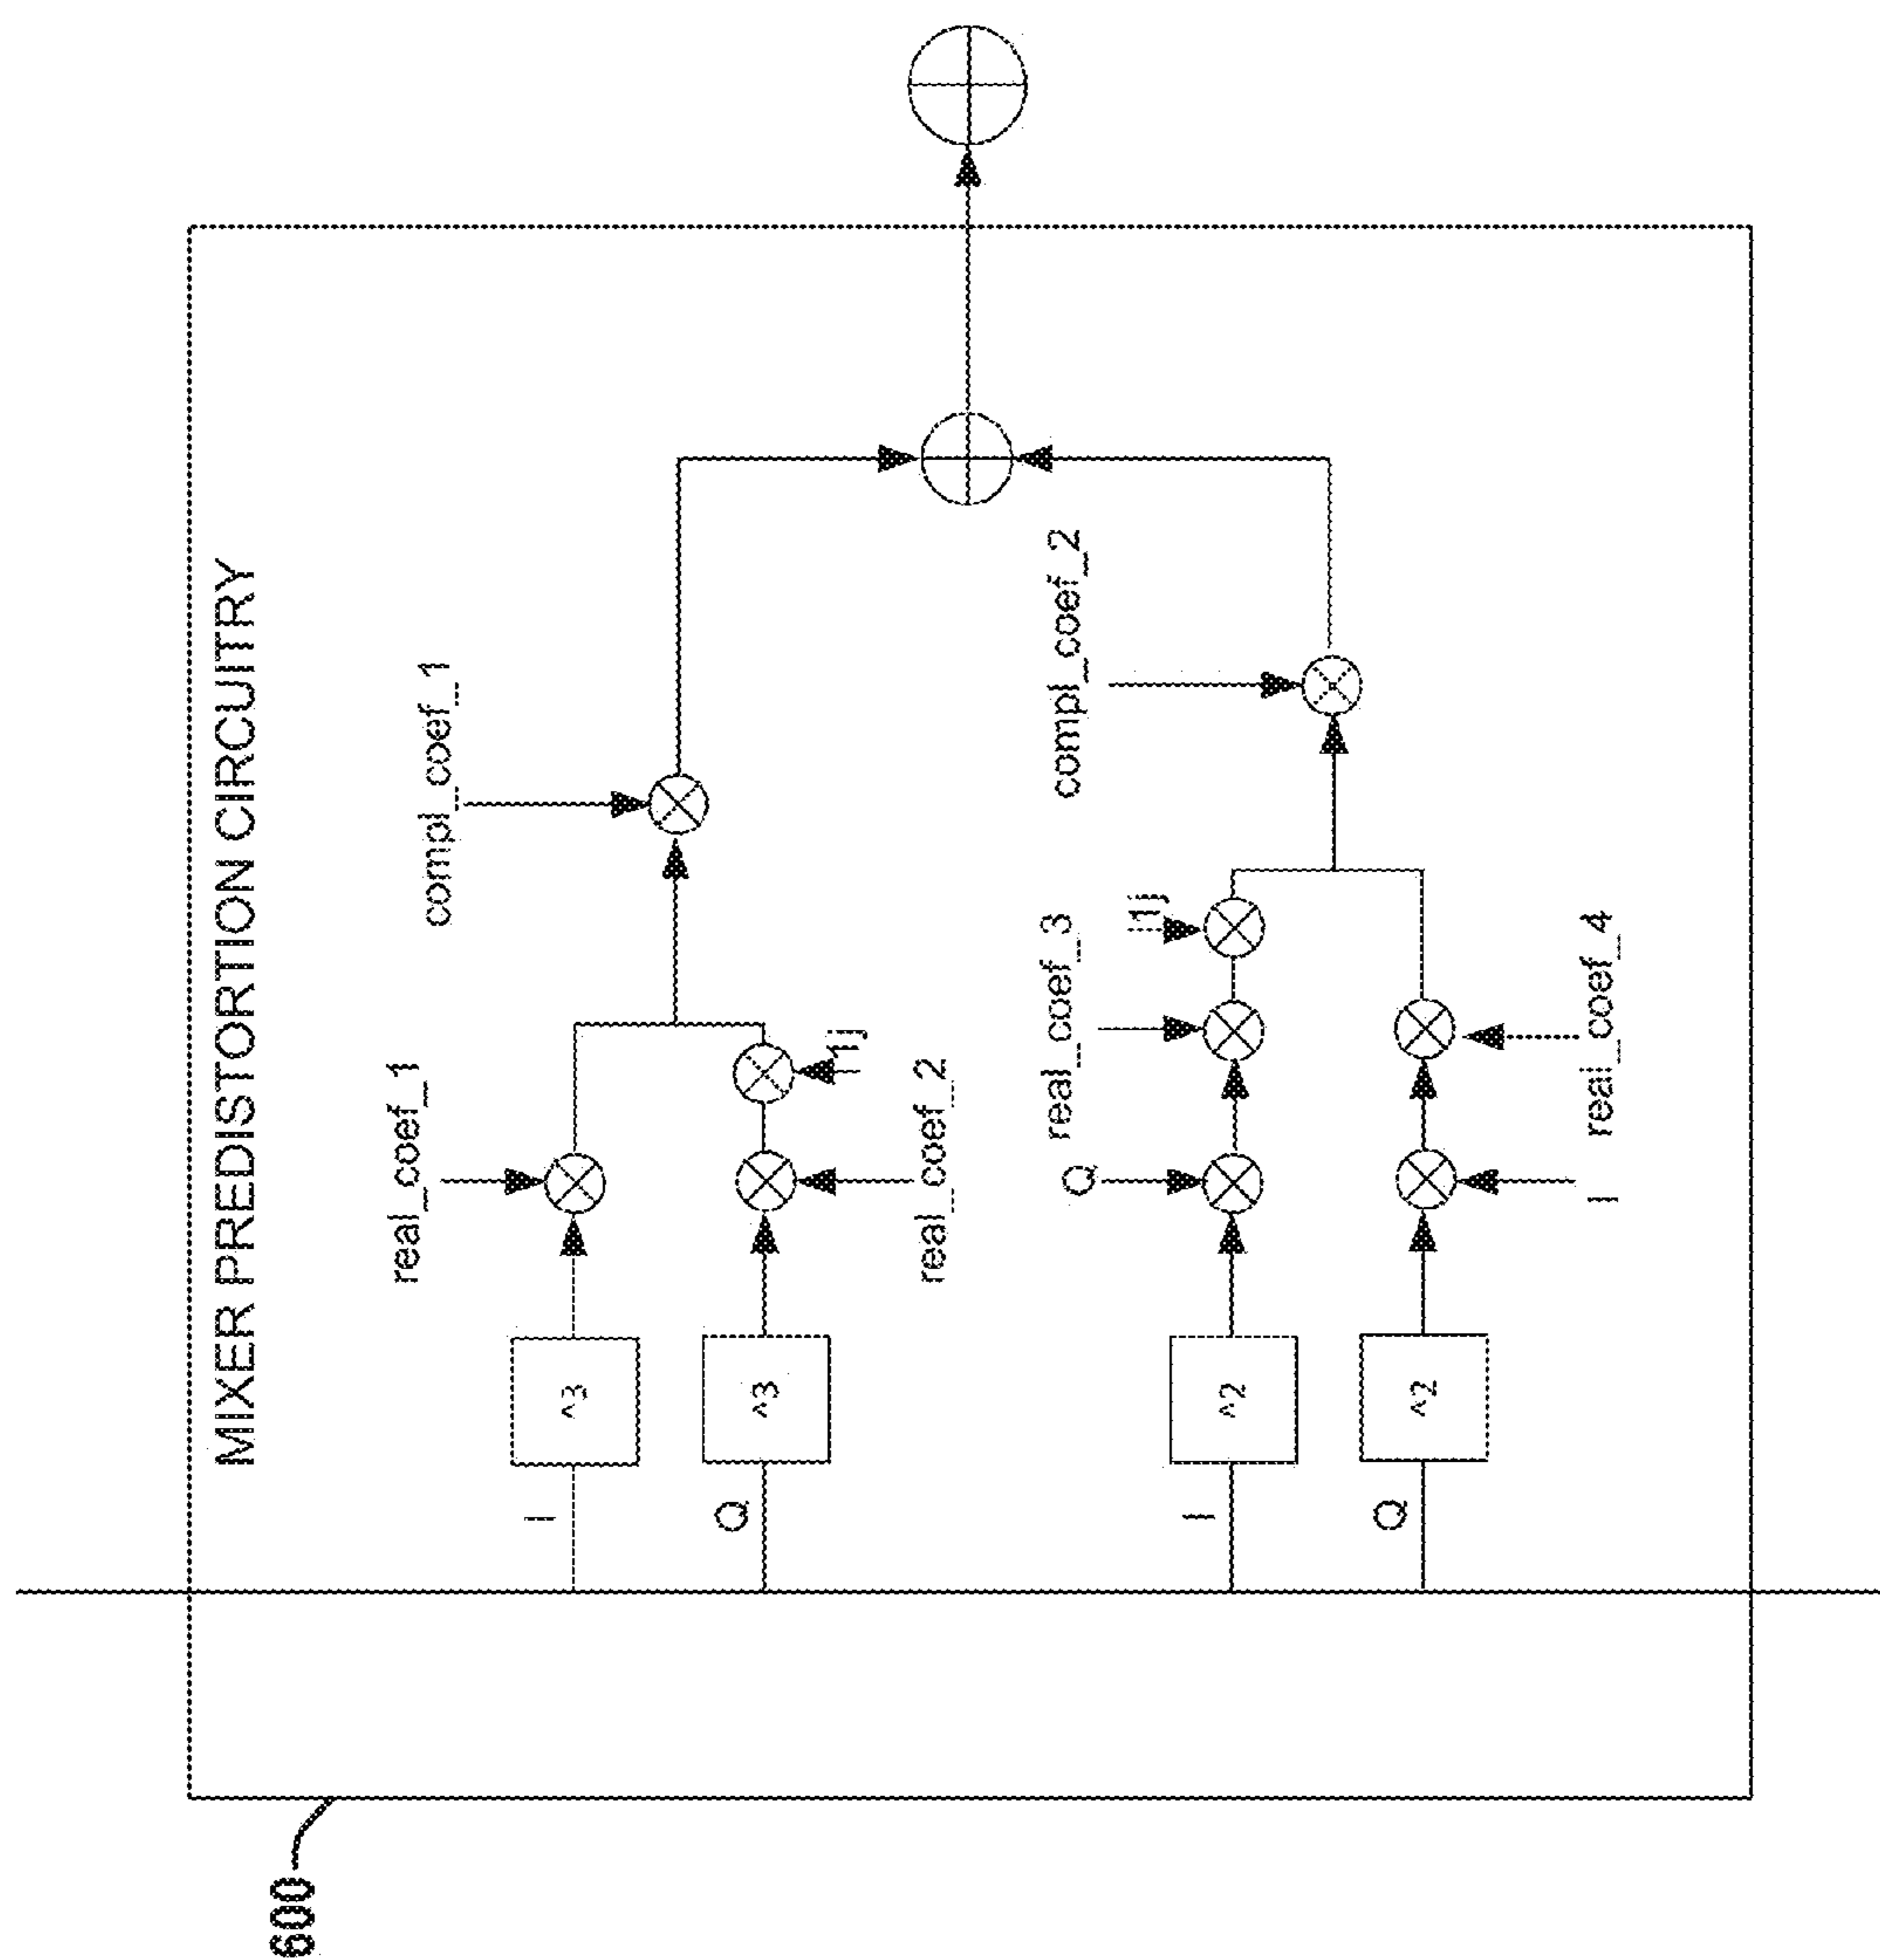 600
MIXER PREDISTORTION CIRCUITRY
real_coef_1
compl_coef_1
I
^3
Q
^3
1j
real_coef_2
compl_coef_2
real_coef_3
1j
Q
I
^2
Q
^2
I
real_coef_4